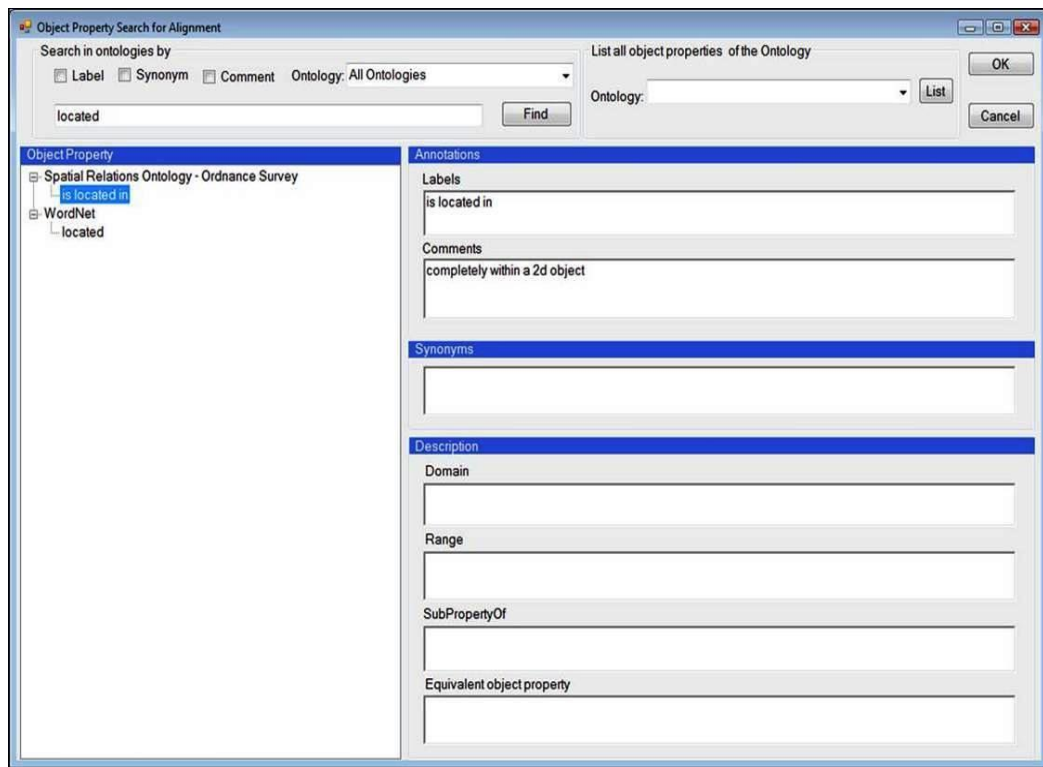 Object Property Search for Alignment
Search in ontologies by
Label Synonym Comment Ontology: All Ontologies
located Find
List all object properties of the Ontology
Ontology: List
OK
Cancel
Object Property
Spatial Relations Ontology - Ordnance Survey
is located in
WordNet
located
Annotations
Labels
is located in
Comments
completely within a 2d object
Synonyms
Description
Domain
Range
SubPropertyOf
Equivalent object property